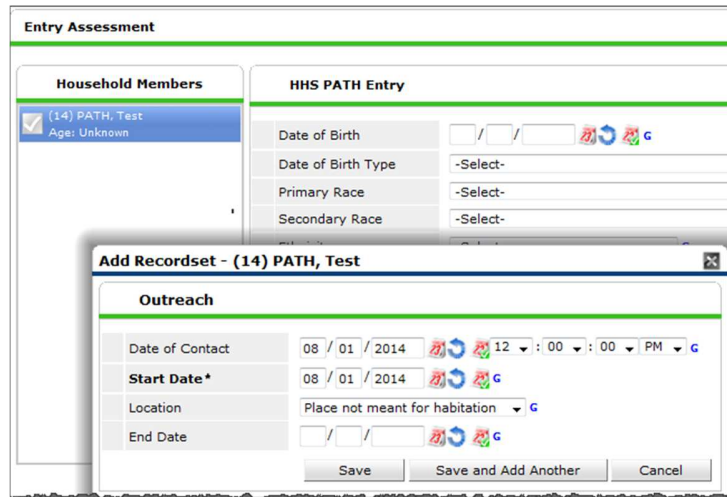 Entry Assessment
Household Members
(14) PATH, Test
Age: Unknown
HHS PATH Entry
Date of Birth / / G
Date of Birth Type -Select-
Primary Race -Select-
Secondary Race -Select-
Add Recordset - (14) PATH, Test
Outreach
Date of Contact 08 / 01 / 2014 12 : 00 : 00 PM G
Start Date* 08 / 01 / 2014 G
Location Place not meant for habitation G
End Date / / G
Save Save and Add Another Cancel